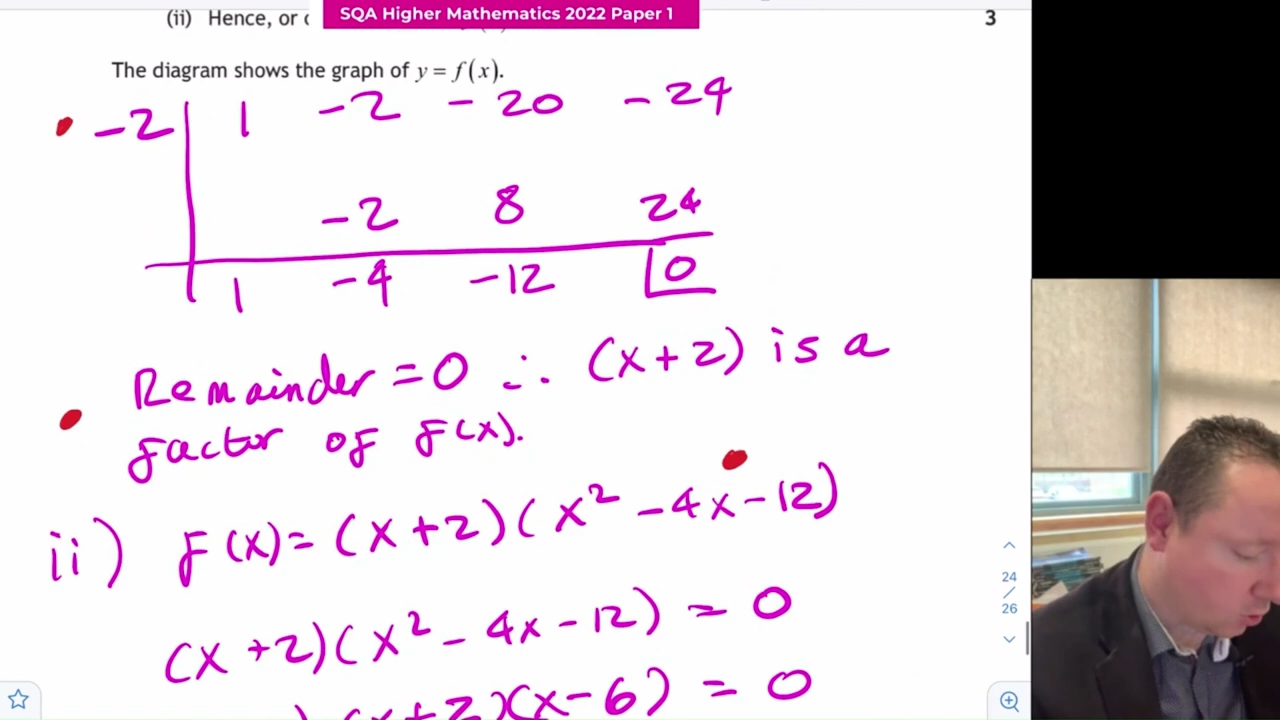 SQA Higher Mathematics 2022 Paper 1
(ii) Hence, or 3
The diagram shows the graph of y = f(x).
-2 | 1 -2 -20 -24
-2 8 24
1 -4 -12 0
Remainder = 0 ∴ (x+2) is a
factor of f(x).
ii) f(x) = (x+2)(x² -4x-12)
(x+2)(x² - 4x - 12) = 0
(x+2)(x-6) = 0
24
/
26